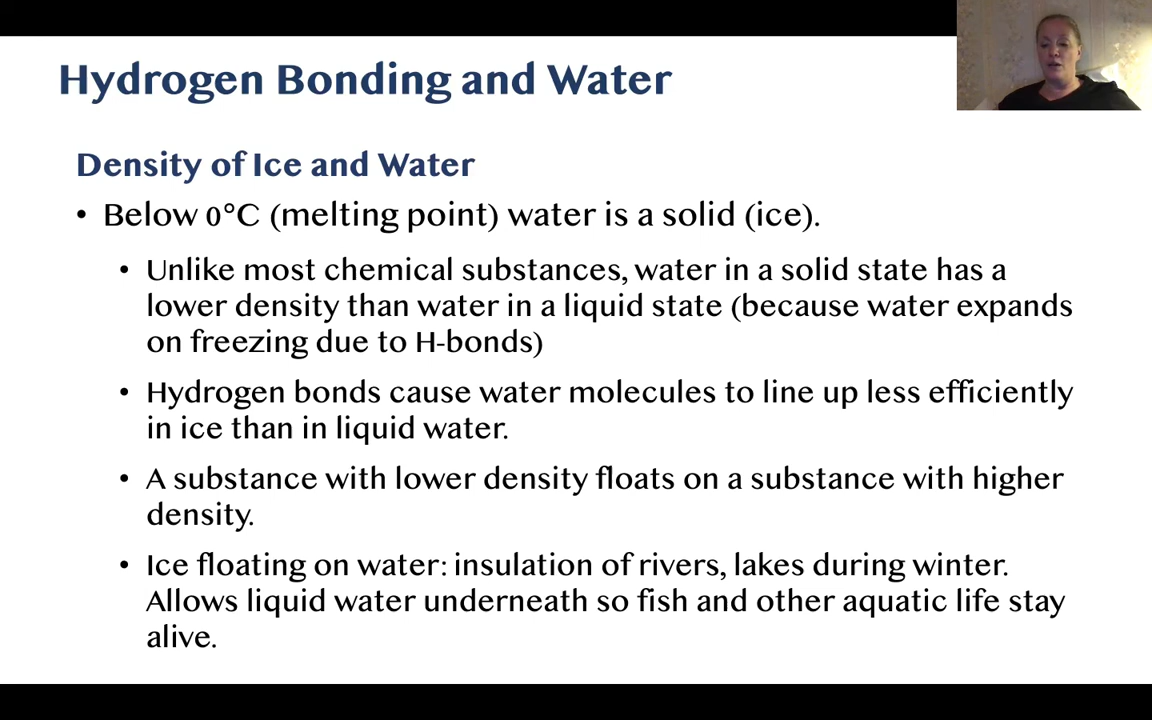 Hydrogen Bonding and Water
Density of Ice and Water
• Below 0°C (melting point) water is a solid (ice).
• Unlike most chemical substances, water in a solid state has a
lower density than water in a liquid state (because water expands
on freezing due to H-bonds)
• Hydrogen bonds cause water molecules to line up less efficiently
in ice than in liquid water.
• A substance with lower density floats on a substance with higher
density.
• Ice floating on water: insulation of rivers, lakes during winter.
Allows liquid water underneath so fish and other aquatic life stay
alive.